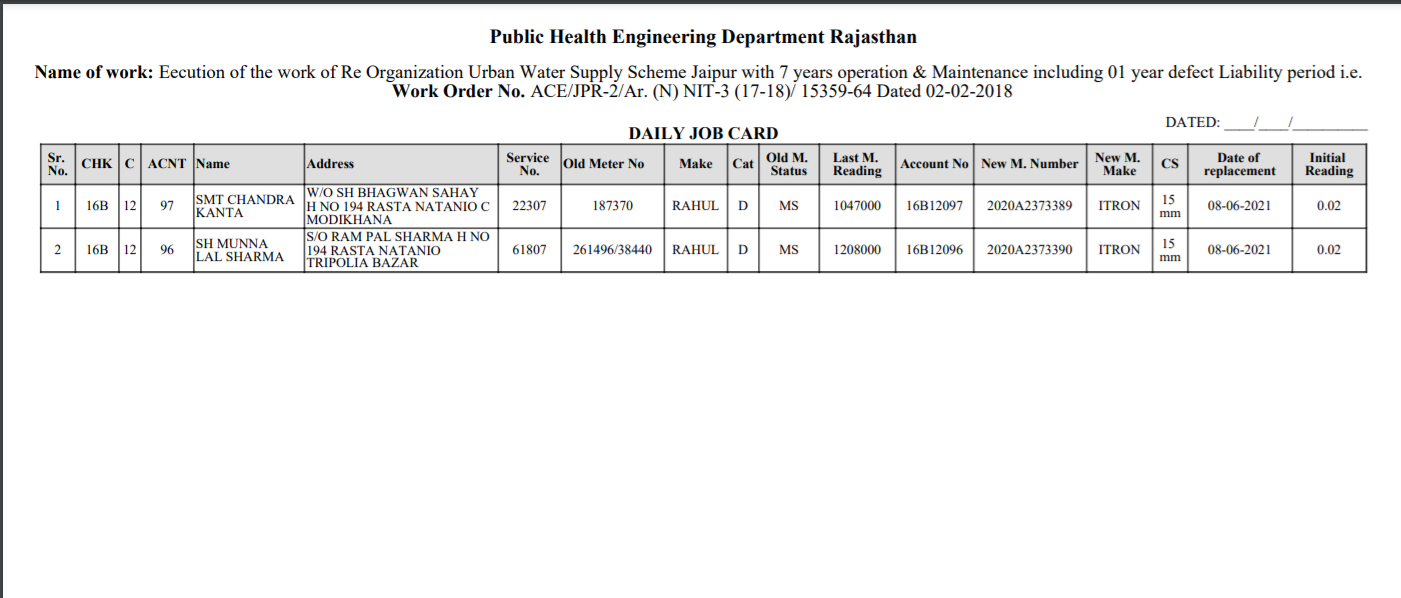 Public Health Engineering Department Rajasthan
Name of work: Eecution of the work of Re Organization Urban Water Supply Scheme Jaipur with 7 years operation & Maintenance including 01 year defect Liability period i.e.
Work Order No. ACE/JPR-2/Ar. (N) NIT-3 (17-18)/ 15359-64 Dated 02-02-2018
DATED: ____/____/__________
DAILY JOB CARD
Sr. No. CHK C ACNT Name Address Service No. Old Meter No Make Cat Old M. Status Last M. Reading Account No New M. Number New M. Make CS Date of replacement Initial Reading
1 16B 12 97 SMT CHANDRA KANTA W/O SH BHAGWAN SAHAY H NO 194 RASTA NATANIO C MODIKHANA 22307 187370 RAHUL D MS 1047000 16B12097 2020A2373389 ITRON 15 mm 08-06-2021 0.02
2 16B 12 96 SH MUNNA LAL SHARMA S/O RAM PAL SHARMA H NO 194 RASTA NATANIO TRIPOLIA BAZAR 61807 261496/38440 RAHUL D MS 1208000 16B12096 2020A2373390 ITRON 15 mm 08-06-2021 0.02